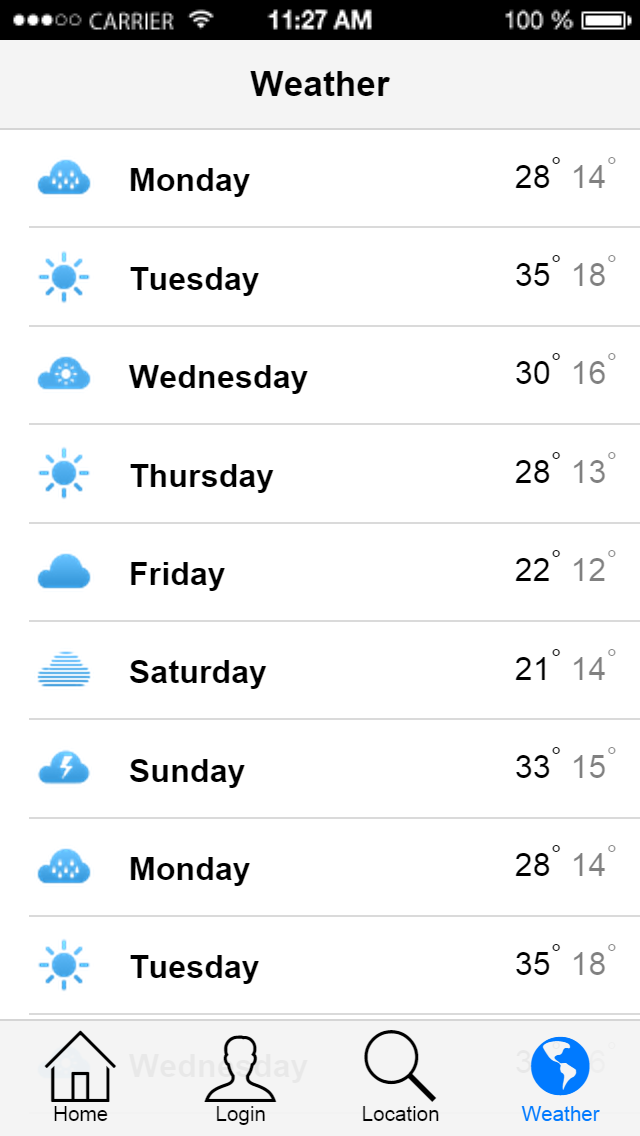 CARRIER 11:27 AM 100 %
Weather
Monday 28° 14°
Tuesday 35° 18°
Wednesday 30° 16°
Thursday 28° 13°
Friday 22° 12°
Saturday 21° 14°
Sunday 33° 15°
Monday 28° 14°
Tuesday 35° 18°
Wednesday
Home Login Location Weather